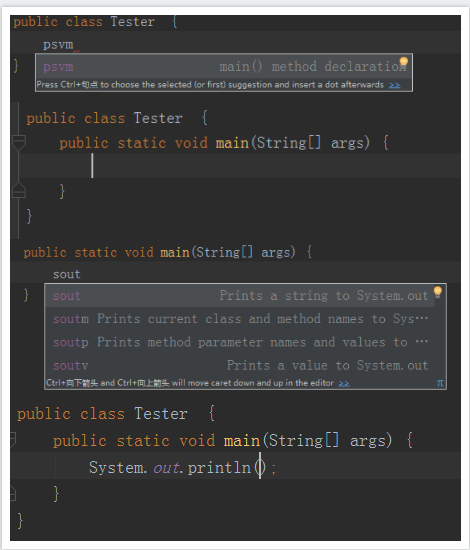 public class Tester {
psvm
} psvm main() method declaration
Press Ctrl+句点 to choose the selected (or first) suggestion and insert a dot afterwards >>
public class Tester {
public static void main(String[] args) {
}
}
public static void main(String[] args) {
sout
} sout Prints a string to System.out
soutm Prints current class and method names to Sys…
soutp Prints method parameter names and values to …
soutv Prints a value to System.out
Ctrl+向下箭头 and Ctrl+向上箭头 will move caret down and up in the editor >> π
public class Tester {
public static void main(String[] args) {
System.out.println();
}
}